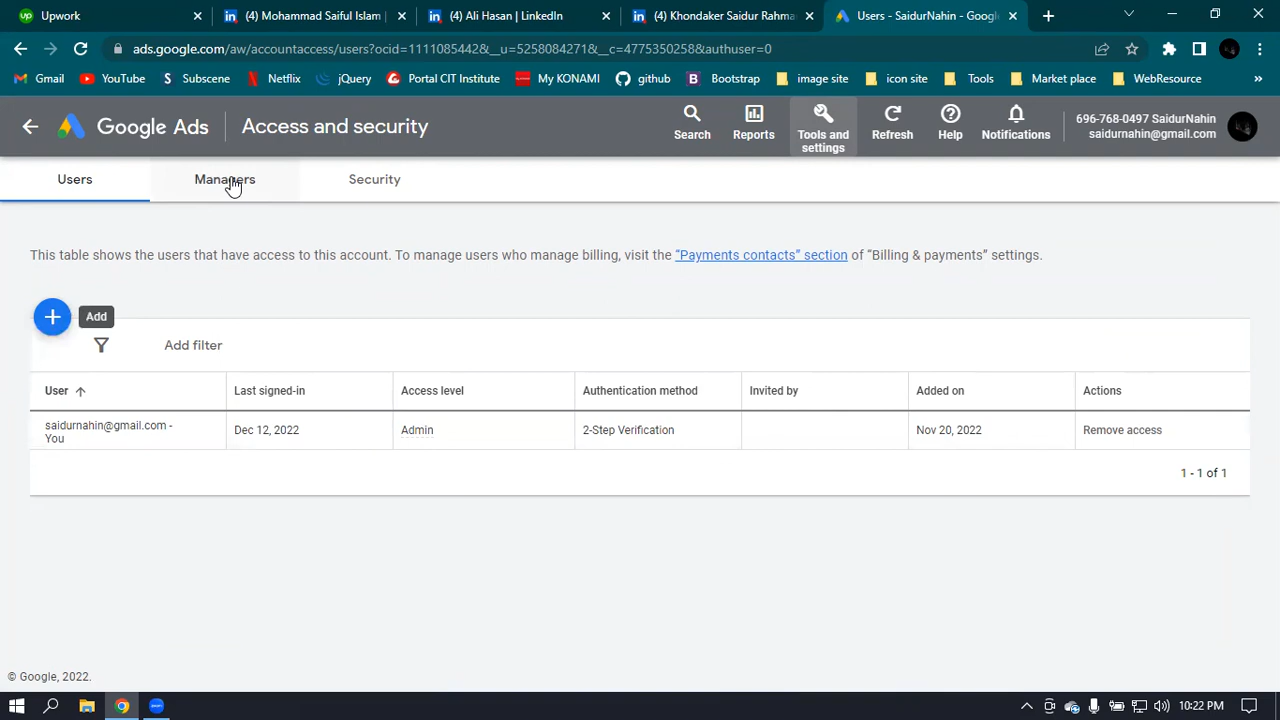 Upwork
(4) Mohammad Saiful Islam |
(4) Ali Hasan | LinkedIn
(4) Khondaker Saidur Rahma
Users - SaidurNahin - Google
ads.google.com/aw/accountaccess/users?ocid=1111085442&__u=5258084271&__c=4775350258&authuser=0
Gmail
YouTube
Subscene
Netflix
jQuery
Portal CIT Institute
My KONAMI
github
Bootstrap
image site
icon site
Tools
Market place
WebResource
Google Ads
Access and security
Search
Reports
Tools and
settings
Refresh
Help
Notifications
696-768-0497 SaidurNahin
saidurnahin@gmail.com
Users
Managers
Security
This table shows the users that have access to this account. To manage users who manage billing, visit the "Payments contacts" section of "Billing & payments" settings.
Add
Add filter
User
Last signed-in
Access level
Authentication method
Invited by
Added on
Actions
saidurnahin@gmail.com -
You
Dec 12, 2022
Admin
2-Step Verification
Nov 20, 2022
Remove access
1 - 1 of 1
© Google, 2022.
10:22 PM